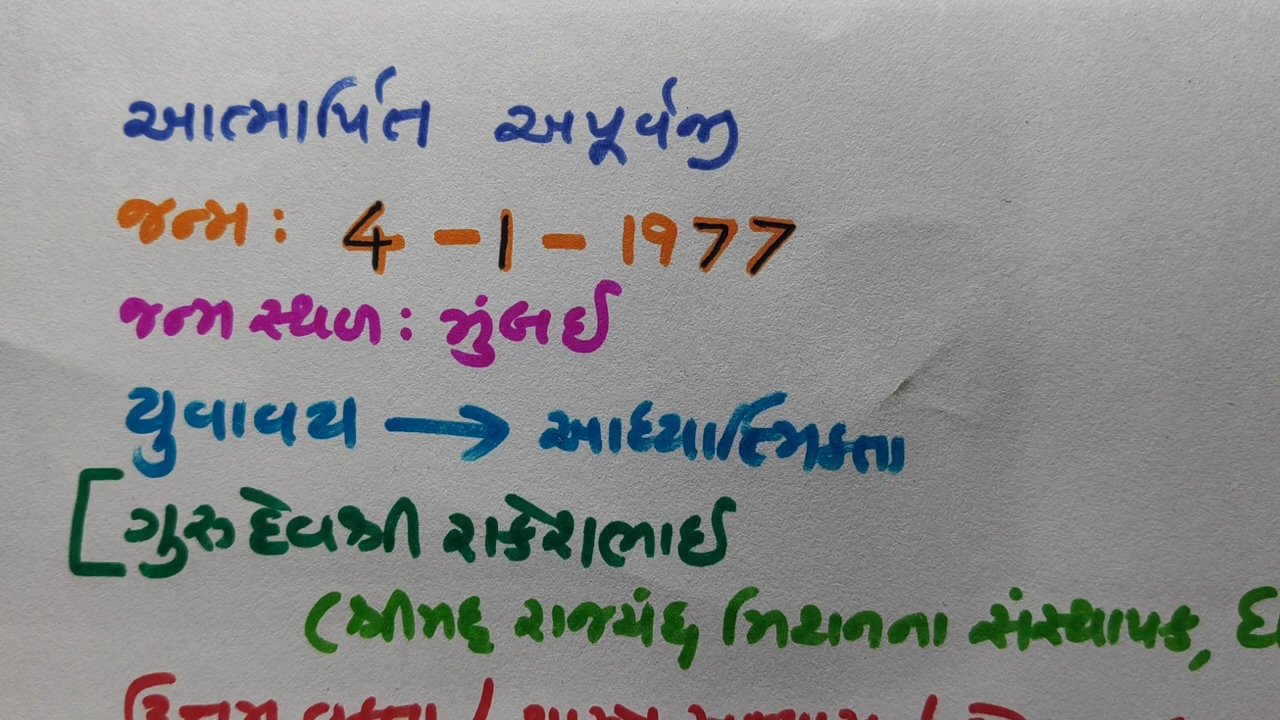 આત્માર્પિત અપૂર્વજી
જન્મ : 4 - 1 - 1977
જન્મ સ્થળ : મુંબઈ
યુવાવય → આધ્યાત્મિકતા
[ગુરુદેવશ્રી રાકેશભાઈ
(શ્રીમદ્ રાજચંદ્ર મિશનના સંસ્થાપક,